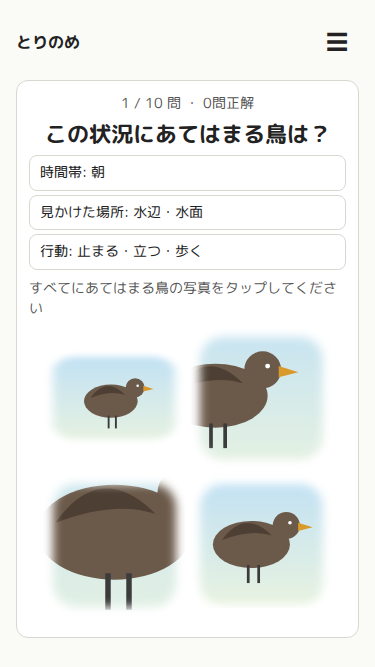 とりのめ
1 / 10 問 · 0問正解
この状況にあてはまる鳥は？
時間帯: 朝
見かけた場所: 水辺・水面
行動: 止まる・立つ・歩く
すべてにあてはまる鳥の写真をタップしてくださ
い